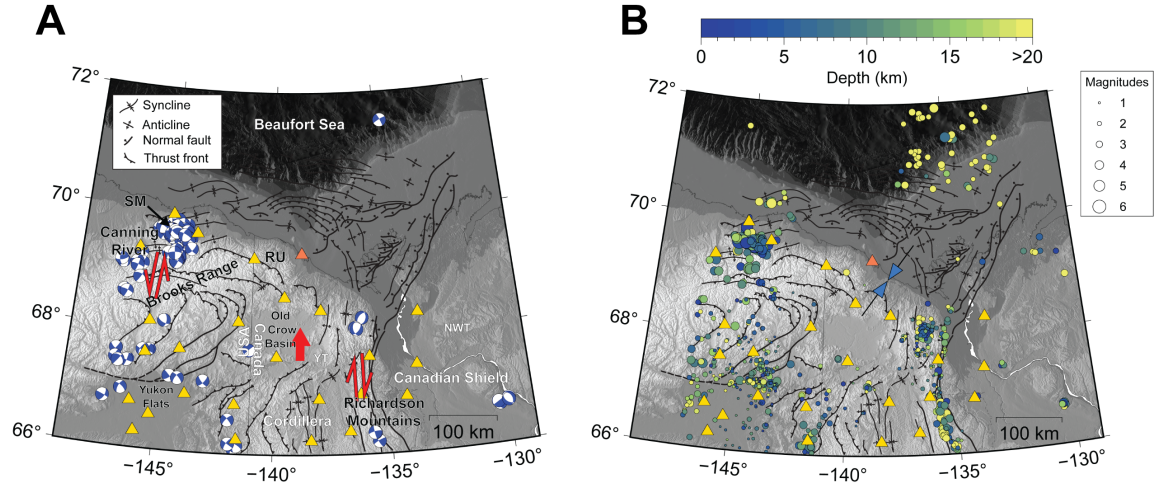 A
72°
70°
68°
66°
−145°
−140°
−135°
−130°
Syncline
Anticline
Normal fault
Thrust front
Beaufort Sea
SM
Canning
River
Brooks Range
RU
Old
Crow
Basin
Canada
USA
YT
NWT
Canadian Shield
Yukon
Flats
Cordillera
Richardson
Mountains
100 km
B
0
5
10
15
>20
Depth (km)
Magnitudes
1
2
3
4
5
6
72°
70°
68°
66°
−145°
−140°
−135°
−130°
100 km